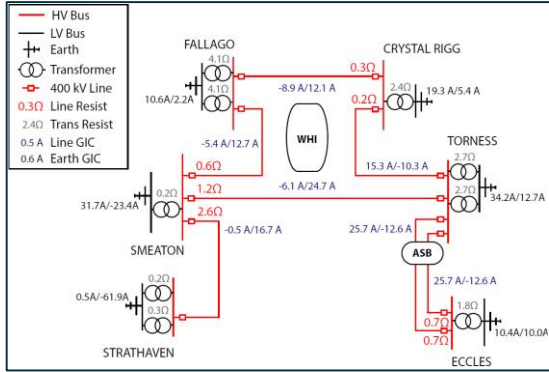 HV Bus
LV Bus
Earth
Transformer
400 kV Line
0.3Ω Line Resist
2.4Ω Trans Resist
0.5 A Line GIC
0.6 A Earth GIC
FALLAGO
CRYSTAL RIGG
4.1Ω
4.1Ω
10.6A/2.2A
-8.9 A/12.1 A
0.3Ω
2.4Ω
19.3 A/5.4 A
0.2Ω
-5.4 A/12.7 A
WHI
TORNESS
0.6Ω
15.3 A/-10.3 A
2.7Ω
2.7Ω
34.2A/12.7A
0.2Ω
1.2Ω
-6.1 A/24.7 A
31.7A/-23.4A
2.6Ω
-0.5 A/16.7 A
25.7 A/-12.6 A
SMEATON
ASB
0.2Ω
0.3Ω
0.5A/-61.9A
25.7 A/-12.6 A
1.8Ω
0.7Ω
0.7Ω
10.4A/10.0A
STRATHAVEN
ECCLES